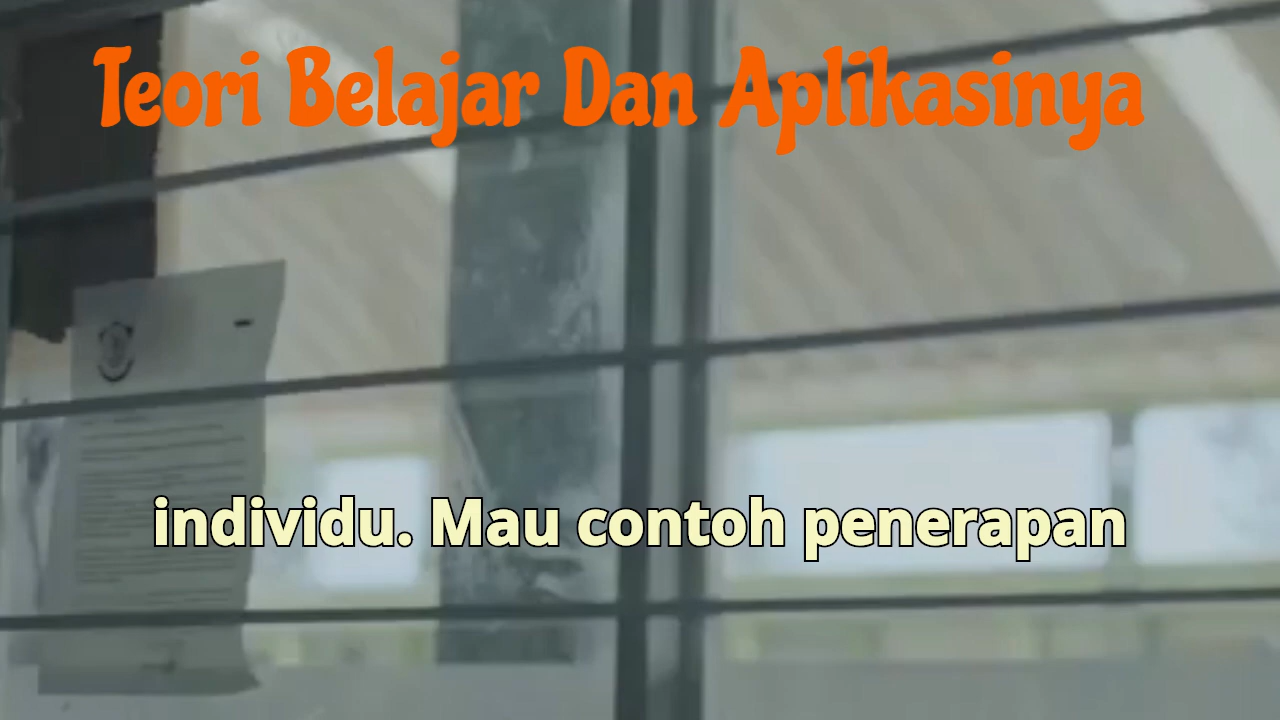 Teori Belajar Dan Aplikasinya
individu. Mau contoh penerapan